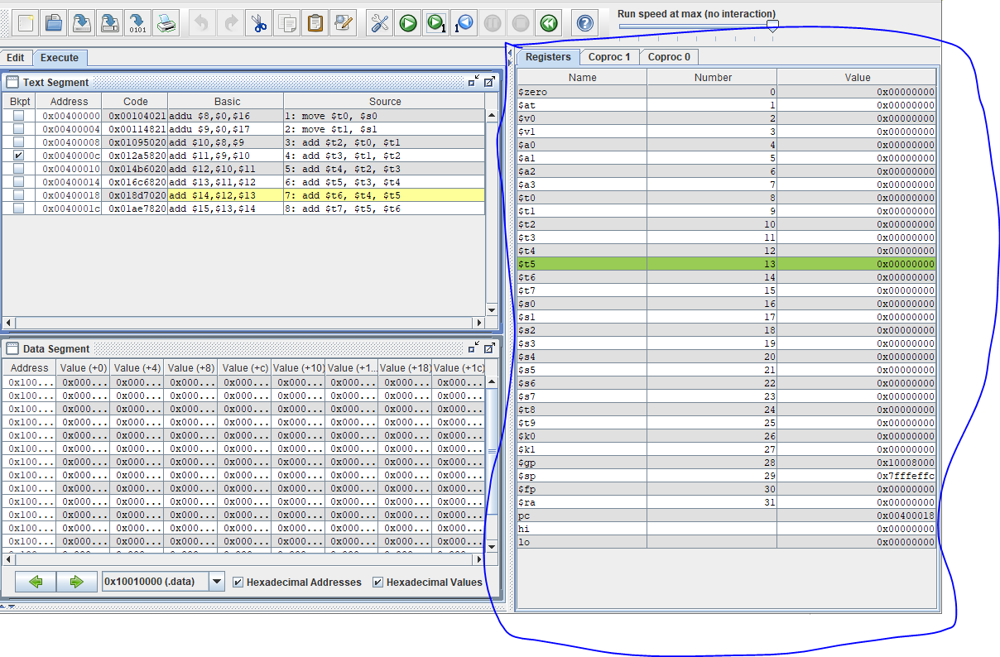 Run speed at max (no interaction)
Edit Execute
Text Segment
Bkpt Address Code Basic Source
0x00400000 0x00104021 addu $8,$0,$16 1: move $t0, $s0
0x00400004 0x00114821 addu $9,$0,$17 2: move $t1, $s1
0x00400008 0x01095020 add $10,$8,$9 3: add $t2, $t0, $t1
0x0040000c 0x012a5820 add $11,$9,$10 4: add $t3, $t1, $t2
0x00400010 0x014b6020 add $12,$10,$11 5: add $t4, $t2, $t3
0x00400014 0x016c6820 add $13,$11,$12 6: add $t5, $t3, $t4
0x00400018 0x018d7020 add $14,$12,$13 7: add $t6, $t4, $t5
0x0040001c 0x01ae7820 add $15,$13,$14 8: add $t7, $t5, $t6
Data Segment
Address Value (+0) Value (+4) Value (+8) Value (+c) Value (+10) Value (+1... Value (+18) Value (+1c)
0x100... 0x000... 0x000... 0x000... 0x000... 0x000... 0x000... 0x000... 0x000...
0x100... 0x000... 0x000... 0x000... 0x000... 0x000... 0x000... 0x000... 0x000...
0x100... 0x000... 0x000... 0x000... 0x000... 0x000... 0x000... 0x000... 0x000...
0x100... 0x000... 0x000... 0x000... 0x000... 0x000... 0x000... 0x000... 0x000...
0x100... 0x000... 0x000... 0x000... 0x000... 0x000... 0x000... 0x000... 0x000...
0x100... 0x000... 0x000... 0x000... 0x000... 0x000... 0x000... 0x000... 0x000...
0x100... 0x000... 0x000... 0x000... 0x000... 0x000... 0x000... 0x000... 0x000...
0x100... 0x000... 0x000... 0x000... 0x000... 0x000... 0x000... 0x000... 0x000...
0x100... 0x000... 0x000... 0x000... 0x000... 0x000... 0x000... 0x000... 0x000...
0x100... 0x000... 0x000... 0x000... 0x000... 0x000... 0x000... 0x000... 0x000...
0x100... 0x000... 0x000... 0x000... 0x000... 0x000... 0x000... 0x000... 0x000...
0x100... 0x000... 0x000... 0x000... 0x000... 0x000... 0x000... 0x000... 0x000...
0x100... 0x000... 0x000... 0x000... 0x000... 0x000... 0x000... 0x000... 0x000...
0x10010000 (.data) Hexadecimal Addresses Hexadecimal Values
Registers Coproc 1 Coproc 0
Name Number Value
$zero 0 0x00000000
$at 1 0x00000000
$v0 2 0x00000000
$v1 3 0x00000000
$a0 4 0x00000000
$a1 5 0x00000000
$a2 6 0x00000000
$a3 7 0x00000000
$t0 8 0x00000000
$t1 9 0x00000000
$t2 10 0x00000000
$t3 11 0x00000000
$t4 12 0x00000000
$t5 13 0x00000000
$t6 14 0x00000000
$t7 15 0x00000000
$s0 16 0x00000000
$s1 17 0x00000000
$s2 18 0x00000000
$s3 19 0x00000000
$s4 20 0x00000000
$s5 21 0x00000000
$s6 22 0x00000000
$s7 23 0x00000000
$t8 24 0x00000000
$t9 25 0x00000000
$k0 26 0x00000000
$k1 27 0x00000000
$gp 28 0x10008000
$sp 29 0x7fffeffc
$fp 30 0x00000000
$ra 31 0x00000000
pc 0x00400018
hi 0x00000000
lo 0x00000000